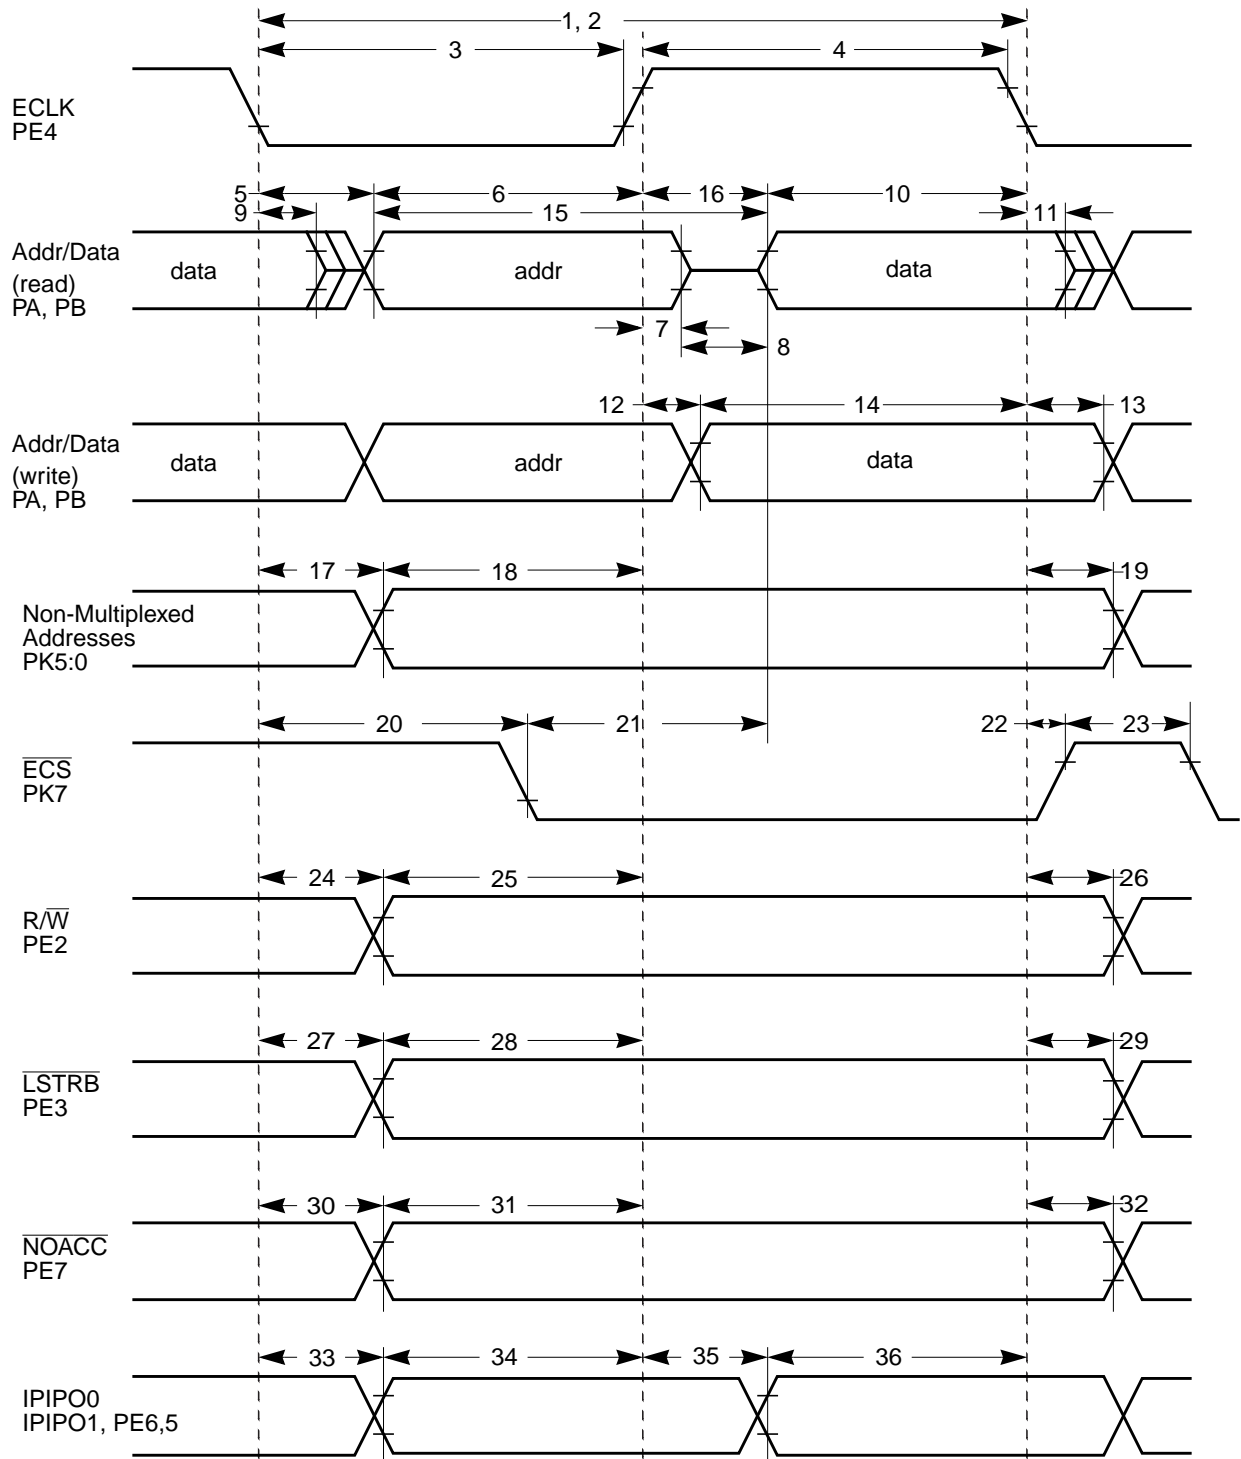 1, 2
3 4
ECLK
PE4
5 6 16 10
9 15 11
Addr/Data
(read)
PA, PB
data addr data
7
8
12 14 13
Addr/Data
(write)
PA, PB
data addr data
17 18 19
Non-Multiplexed
Addresses
PK5:0
20 21 22 23
ECS
PK7
24 25 26
R/W
PE2
27 28 29
LSTRB
PE3
30 31 32
NOACC
PE7
33 34 35 36
IPIPO0
IPIPO1, PE6,5